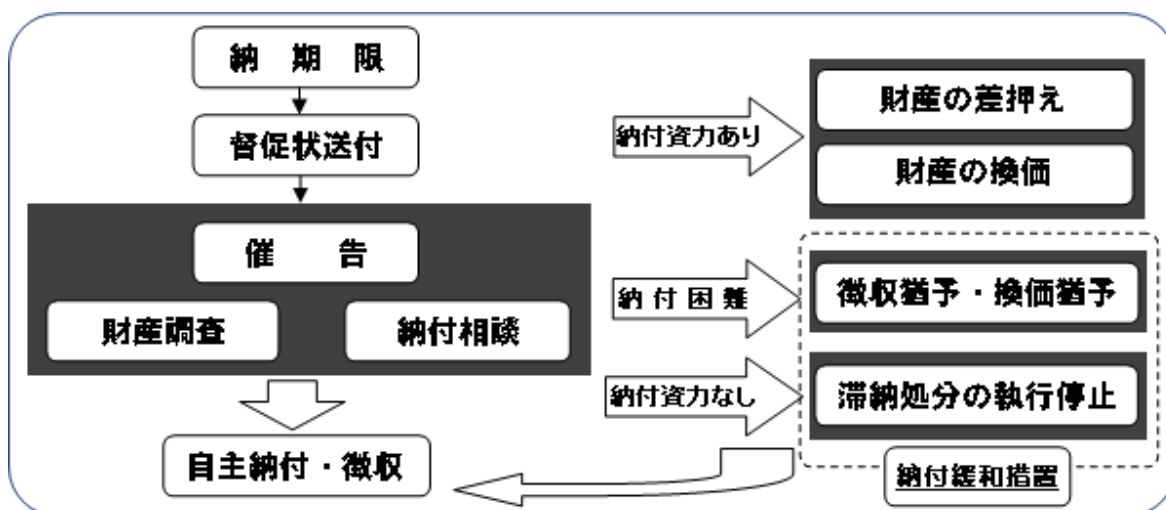 納 期 限
督促状送付
催 告
財産調査
納付相談
自主納付・徴収
納付資力あり
財産の差押え
財産の換価
納 付 困 難
徴収猶予・換価猶予
納付資力なし
滞納処分の執行停止
納付緩和措置